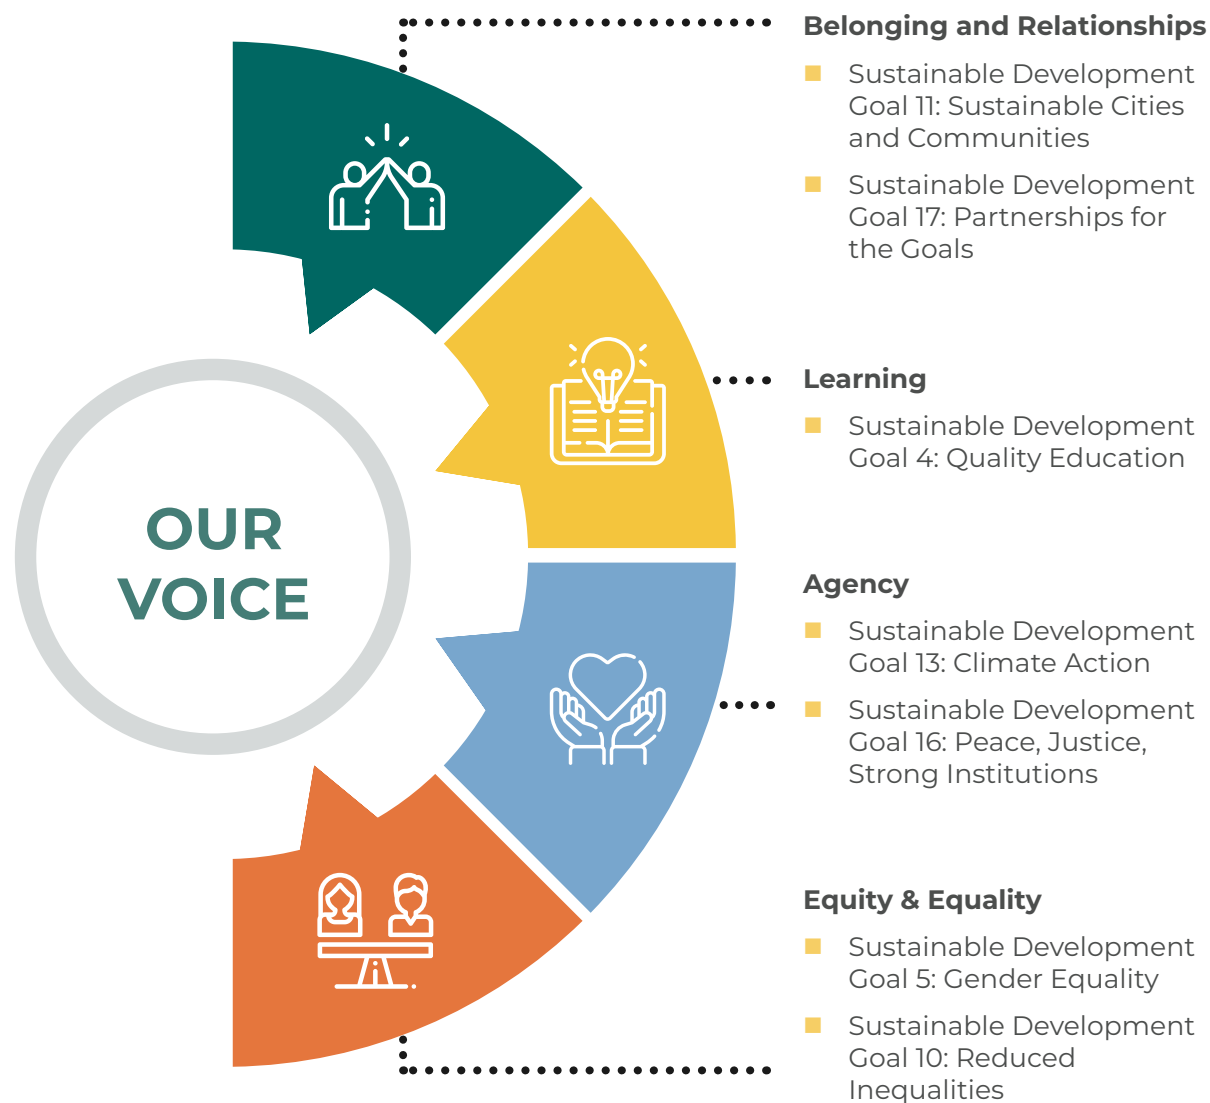 OUR
VOICE
Belonging and Relationships
Sustainable Development
Goal 11: Sustainable Cities
and Communities
Sustainable Development
Goal 17: Partnerships for
the Goals
Learning
Sustainable Development
Goal 4: Quality Education
Agency
Sustainable Development
Goal 13: Climate Action
Sustainable Development
Goal 16: Peace, Justice,
Strong Institutions
Equity & Equality
Sustainable Development
Goal 5: Gender Equality
Sustainable Development
Goal 10: Reduced
Inequalities